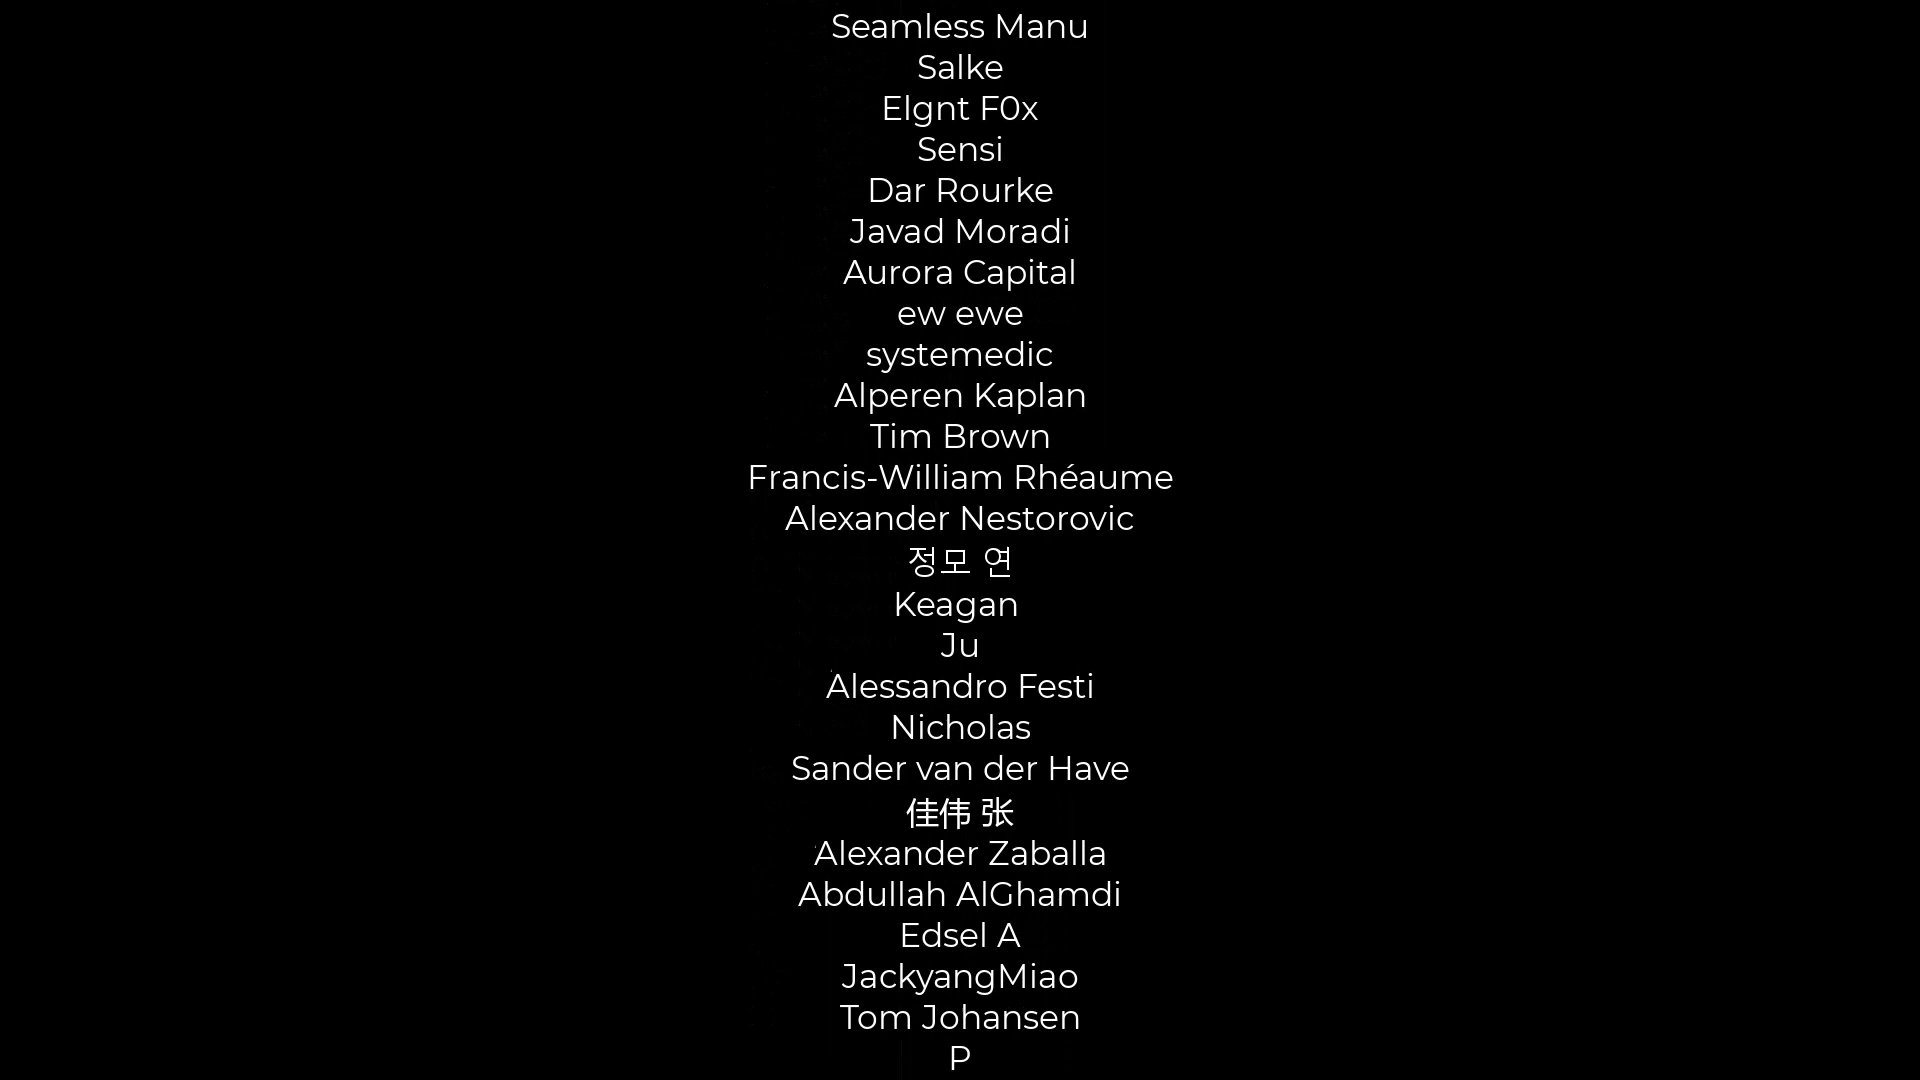 Seamless Manu
Salke
Elgnt F0x
Sensi
Dar Rourke
Javad Moradi
Aurora Capital
ew ewe
systemedic
Alperen Kaplan
Tim Brown
Francis-William Rhéaume
Alexander Nestorovic
정모 연
Keagan
Ju
Alessandro Festi
Nicholas
Sander van der Have
佳伟 张
Alexander Zaballa
Abdullah AlGhamdi
Edsel A
JackyangMiao
Tom Johansen
P